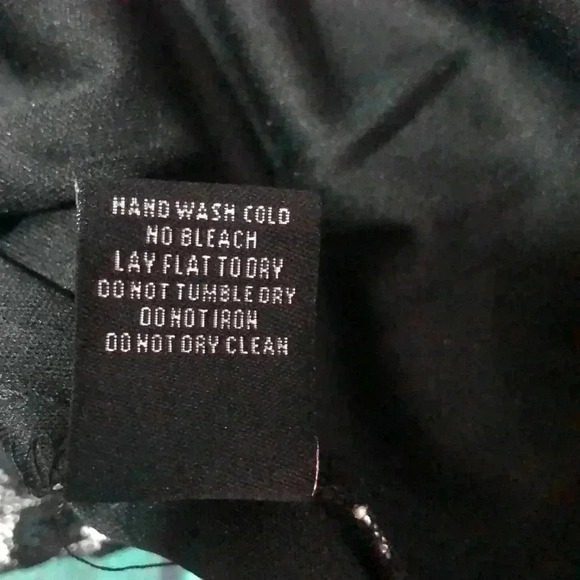 HAND WASH COLD
NO BLEACH
LAY FLAT TO DRY
DO NOT TUMBLE DRY
DO NOT IRON
DO NOT DRY CLEAN